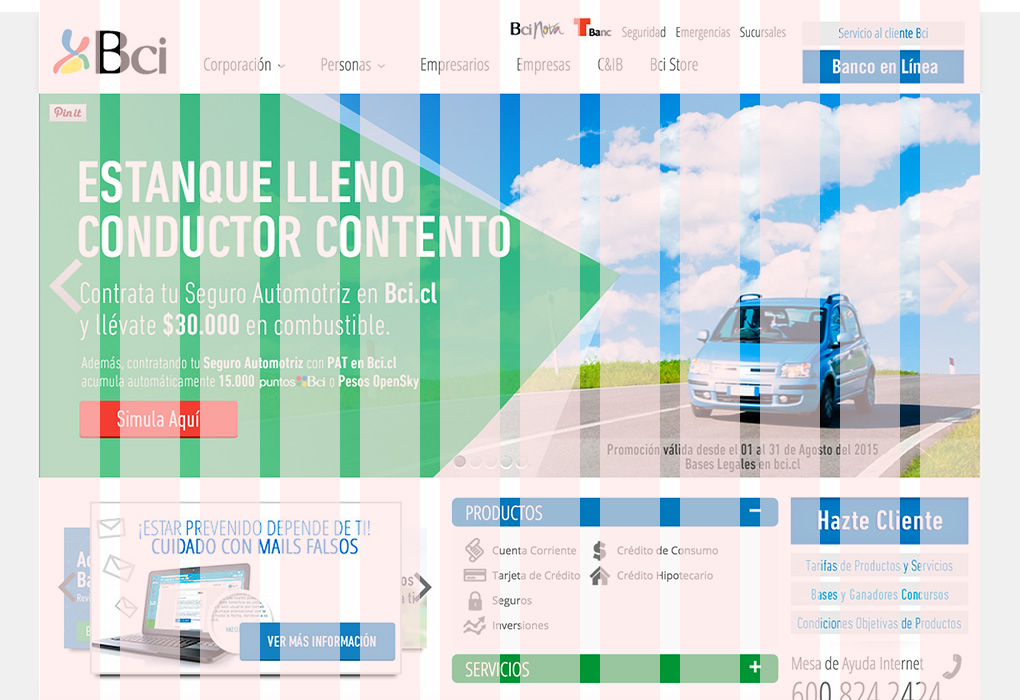 Bci
BciNova
TBanc
Seguridad
Emergencias
Sucursales
Servicio al cliente Bci
Corporación
Personas
Empresarios
Empresas
C&IB
Bci Store
Banco en Línea
Pin it
ESTANQUE LLENO
CONDUCTOR CONTENTO
Contrata tu Seguro Automotriz en Bci.cl
y llévate $30.000 en combustible.
Además, contratando tu Seguro Automotriz con PAT en Bci.cl
acumula automáticamente 15.000 puntos Bci o Pesos OpenSky
Simula Aquí
Promoción válida desde el 01 al 31 de Agosto del 2015
Bases Legales en bci.cl
¡ESTAR PREVENIDO DEPENDE DE TI!
CUIDADO CON MAILS FALSOS
VER MÁS INFORMACIÓN
PRODUCTOS
Cuenta Corriente
Crédito de Consumo
Tarjeta de Crédito
Crédito Hipotecario
Seguros
Inversiones
SERVICIOS
Hazte Cliente
Tarifas de Productos y Servicios
Bases y Ganadores Concursos
Condiciones Objetivas de Productos
Mesa de Ayuda Internet
600 824 2424